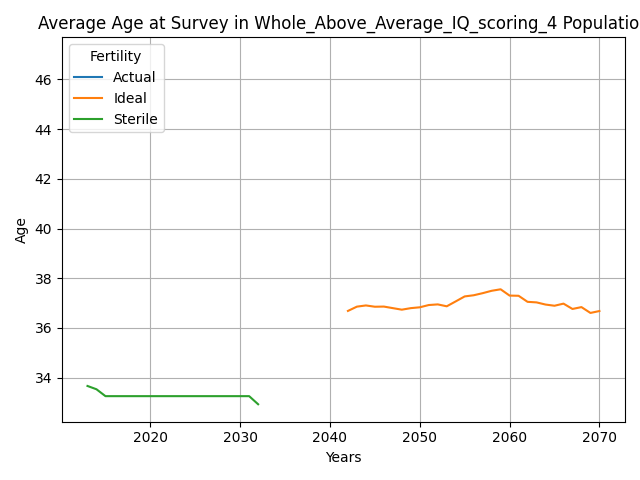 Average Age at Survey in Whole_Above_Average_IQ_scoring_4 Populatio
Fertility
Actual
Ideal
Sterile
46
44
42
40
38
36
34
Age
2020 2030 2040 2050 2060 2070
Years